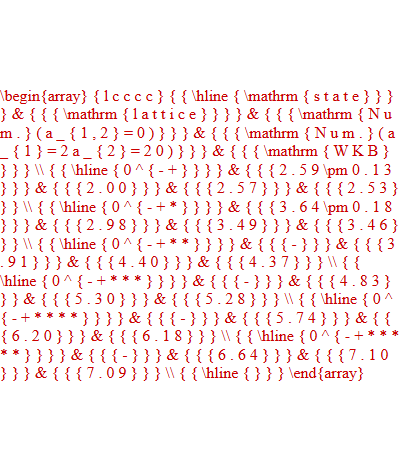 \begin{array} { l c c c c } { { \hline { \mathrm { s t a t e } } } }
} & { { { \mathrm { l a t t i c e } } } } & { { { \mathrm { N u
m . } ( a _ { 1 , 2 } = 0 ) } } } & { { { \mathrm { N u m . } ( a
_ { 1 } = 2 a _ { 2 } = 2 0 ) } } } & { { { \mathrm { W K B }
} } } \\ { { \hline { 0 ^ { - + } } } } & { { { 2 . 5 9 \pm 0 . 1 3
} } } & { { { 2 . 0 0 } } } & { { { 2 . 5 7 } } } & { { { 2 . 5 3 }
} } \\ { { \hline { 0 ^ { - + * } } } } & { { { 3 . 6 4 \pm 0 . 1 8
} } } & { { { 2 . 9 8 } } } & { { { 3 . 4 9 } } } & { { { 3 . 4 6 }
} } \\ { { \hline { 0 ^ { - + * * } } } } & { { { - } } } & { { { 3
. 9 1 } } } & { { { 4 . 4 0 } } } & { { { 4 . 3 7 } } } \\ { {
\hline { 0 ^ { - + * * * } } } } & { { { - } } } & { { { 4 . 8 3 }
} } & { { { 5 . 3 0 } } } & { { { 5 . 2 8 } } } \\ { { \hline { 0 ^
{ - + * * * * } } } } & { { { - } } } & { { { 5 . 7 4 } } } & { {
{ 6 . 2 0 } } } & { { { 6 . 1 8 } } } \\ { { \hline { 0 ^ { - + * * *
* * } } } } & { { { - } } } & { { { 6 . 6 4 } } } & { { { 7 . 1 0
} } } & { { { 7 . 0 9 } } } \\ { { \hline { } } } \end{array}